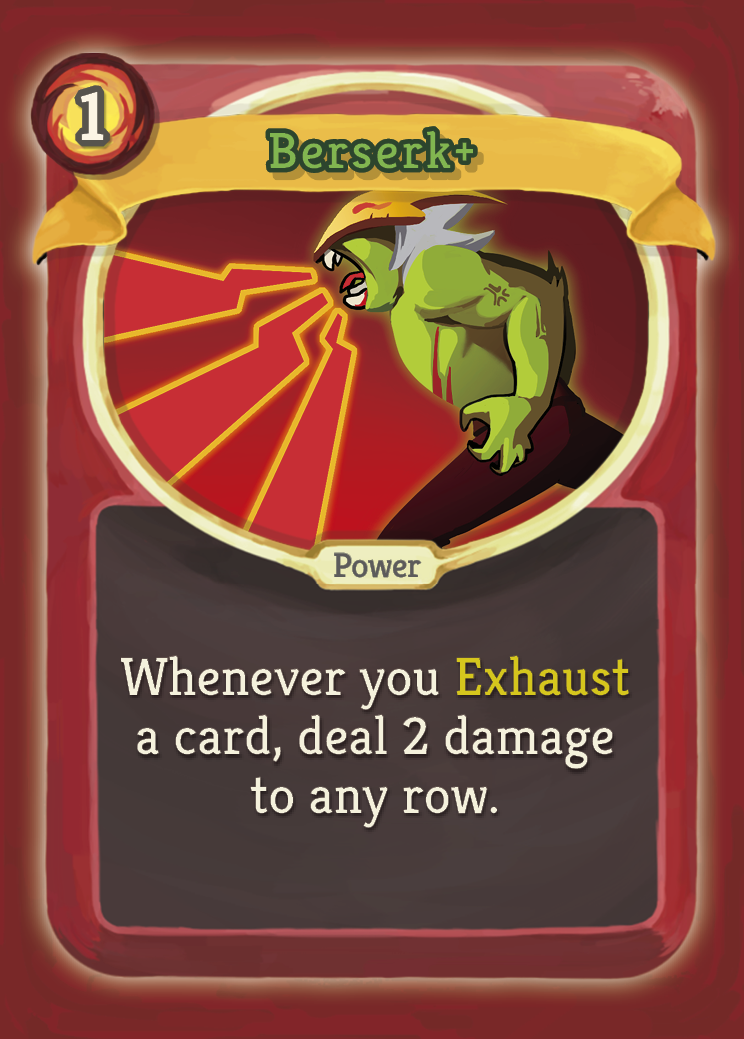 1
Berserk+
Power
Whenever you Exhaust
a card, deal 2 damage
to any row.